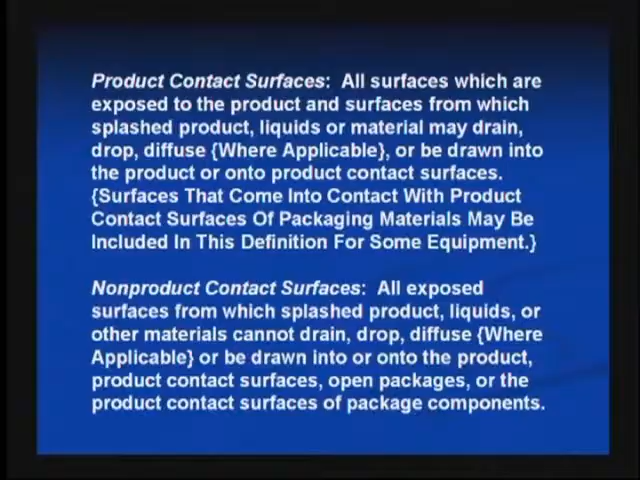 Product Contact Surfaces: All surfaces which are
exposed to the product and surfaces from which
splashed product, liquids or material may drain,
drop, diffuse {Where Applicable}, or be drawn into
the product or onto product contact surfaces.
{Surfaces That Come Into Contact With Product
Contact Surfaces Of Packaging Materials May Be
Included In This Definition For Some Equipment.}
Nonproduct Contact Surfaces: All exposed
surfaces from which splashed product, liquids, or
other materials cannot drain, drop, diffuse {Where
Applicable} or be drawn into or onto the product,
product contact surfaces, open packages, or the
product contact surfaces of package components.